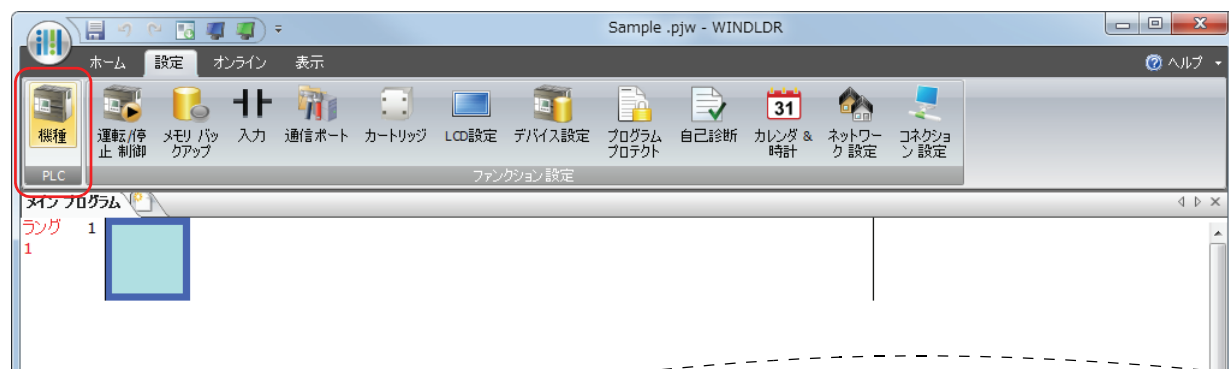 Sample .pjw - WINDLDR
ホーム 設定 オンライン 表示 ヘルプ
31
機種 運転/停 メモリ バッ 入力 通信ポート カートリッジ LCD設定 デバイス設定 プログラム 自己診断 カレンダ & ネットワー コネクショ
止 制御 クアップ プロテクト 時計 ク 設定 ン 設定
PLC ファンクション設定
メイン プログラム
ラング 1
1